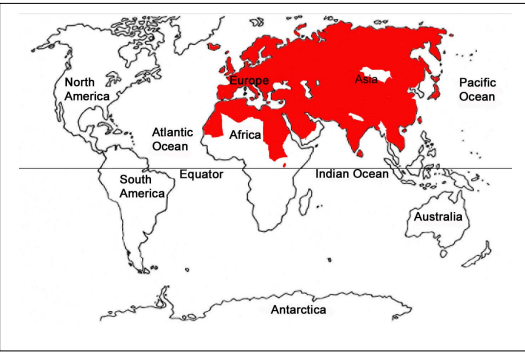 Europe
Asia
North
America
Pacific
Ocean
Atlantic
Ocean
Africa
Equator
Indian Ocean
South
America
Australia
Antarctica